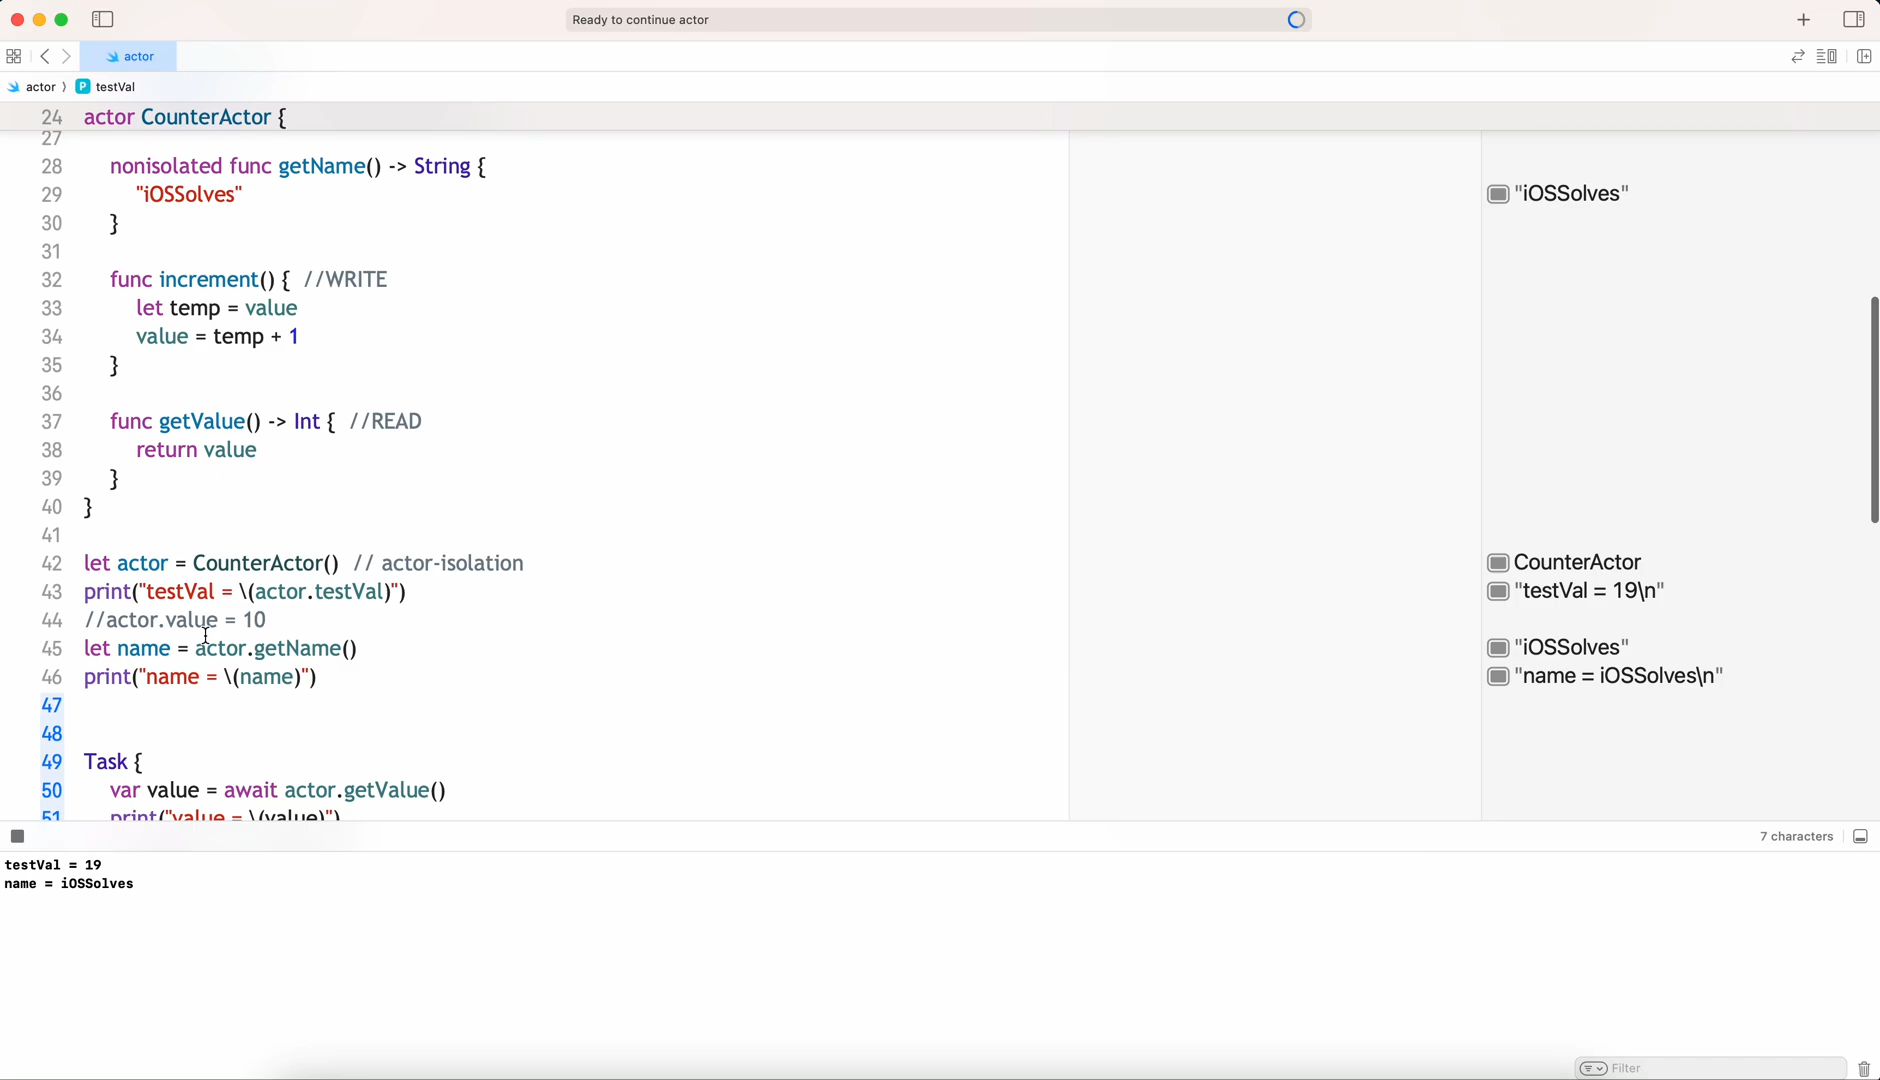 Ready to continue actor
actor
actor ⟩ P testVal
24 actor CounterActor {
27
28 nonisolated func getName() -> String {
29 "iOSSolves" "iOSSolves"
30 }
31
32 func increment() { //WRITE
33 let temp = value
34 value = temp + 1
35 }
36
37 func getValue() -> Int { //READ
38 return value
39 }
40 }
41
42 let actor = CounterActor() // actor-isolation CounterActor
43 print("testVal = \(actor.testVal)") "testVal = 19\n"
44 //actor.value = 10
45 let name = actor.getName() "iOSSolves"
46 print("name = \(name)") "name = iOSSolves\n"
47
48
49 Task {
50 var value = await actor.getValue()
51 print("value = \(value)")
7 characters
testVal = 19
name = iOSSolves
Filter